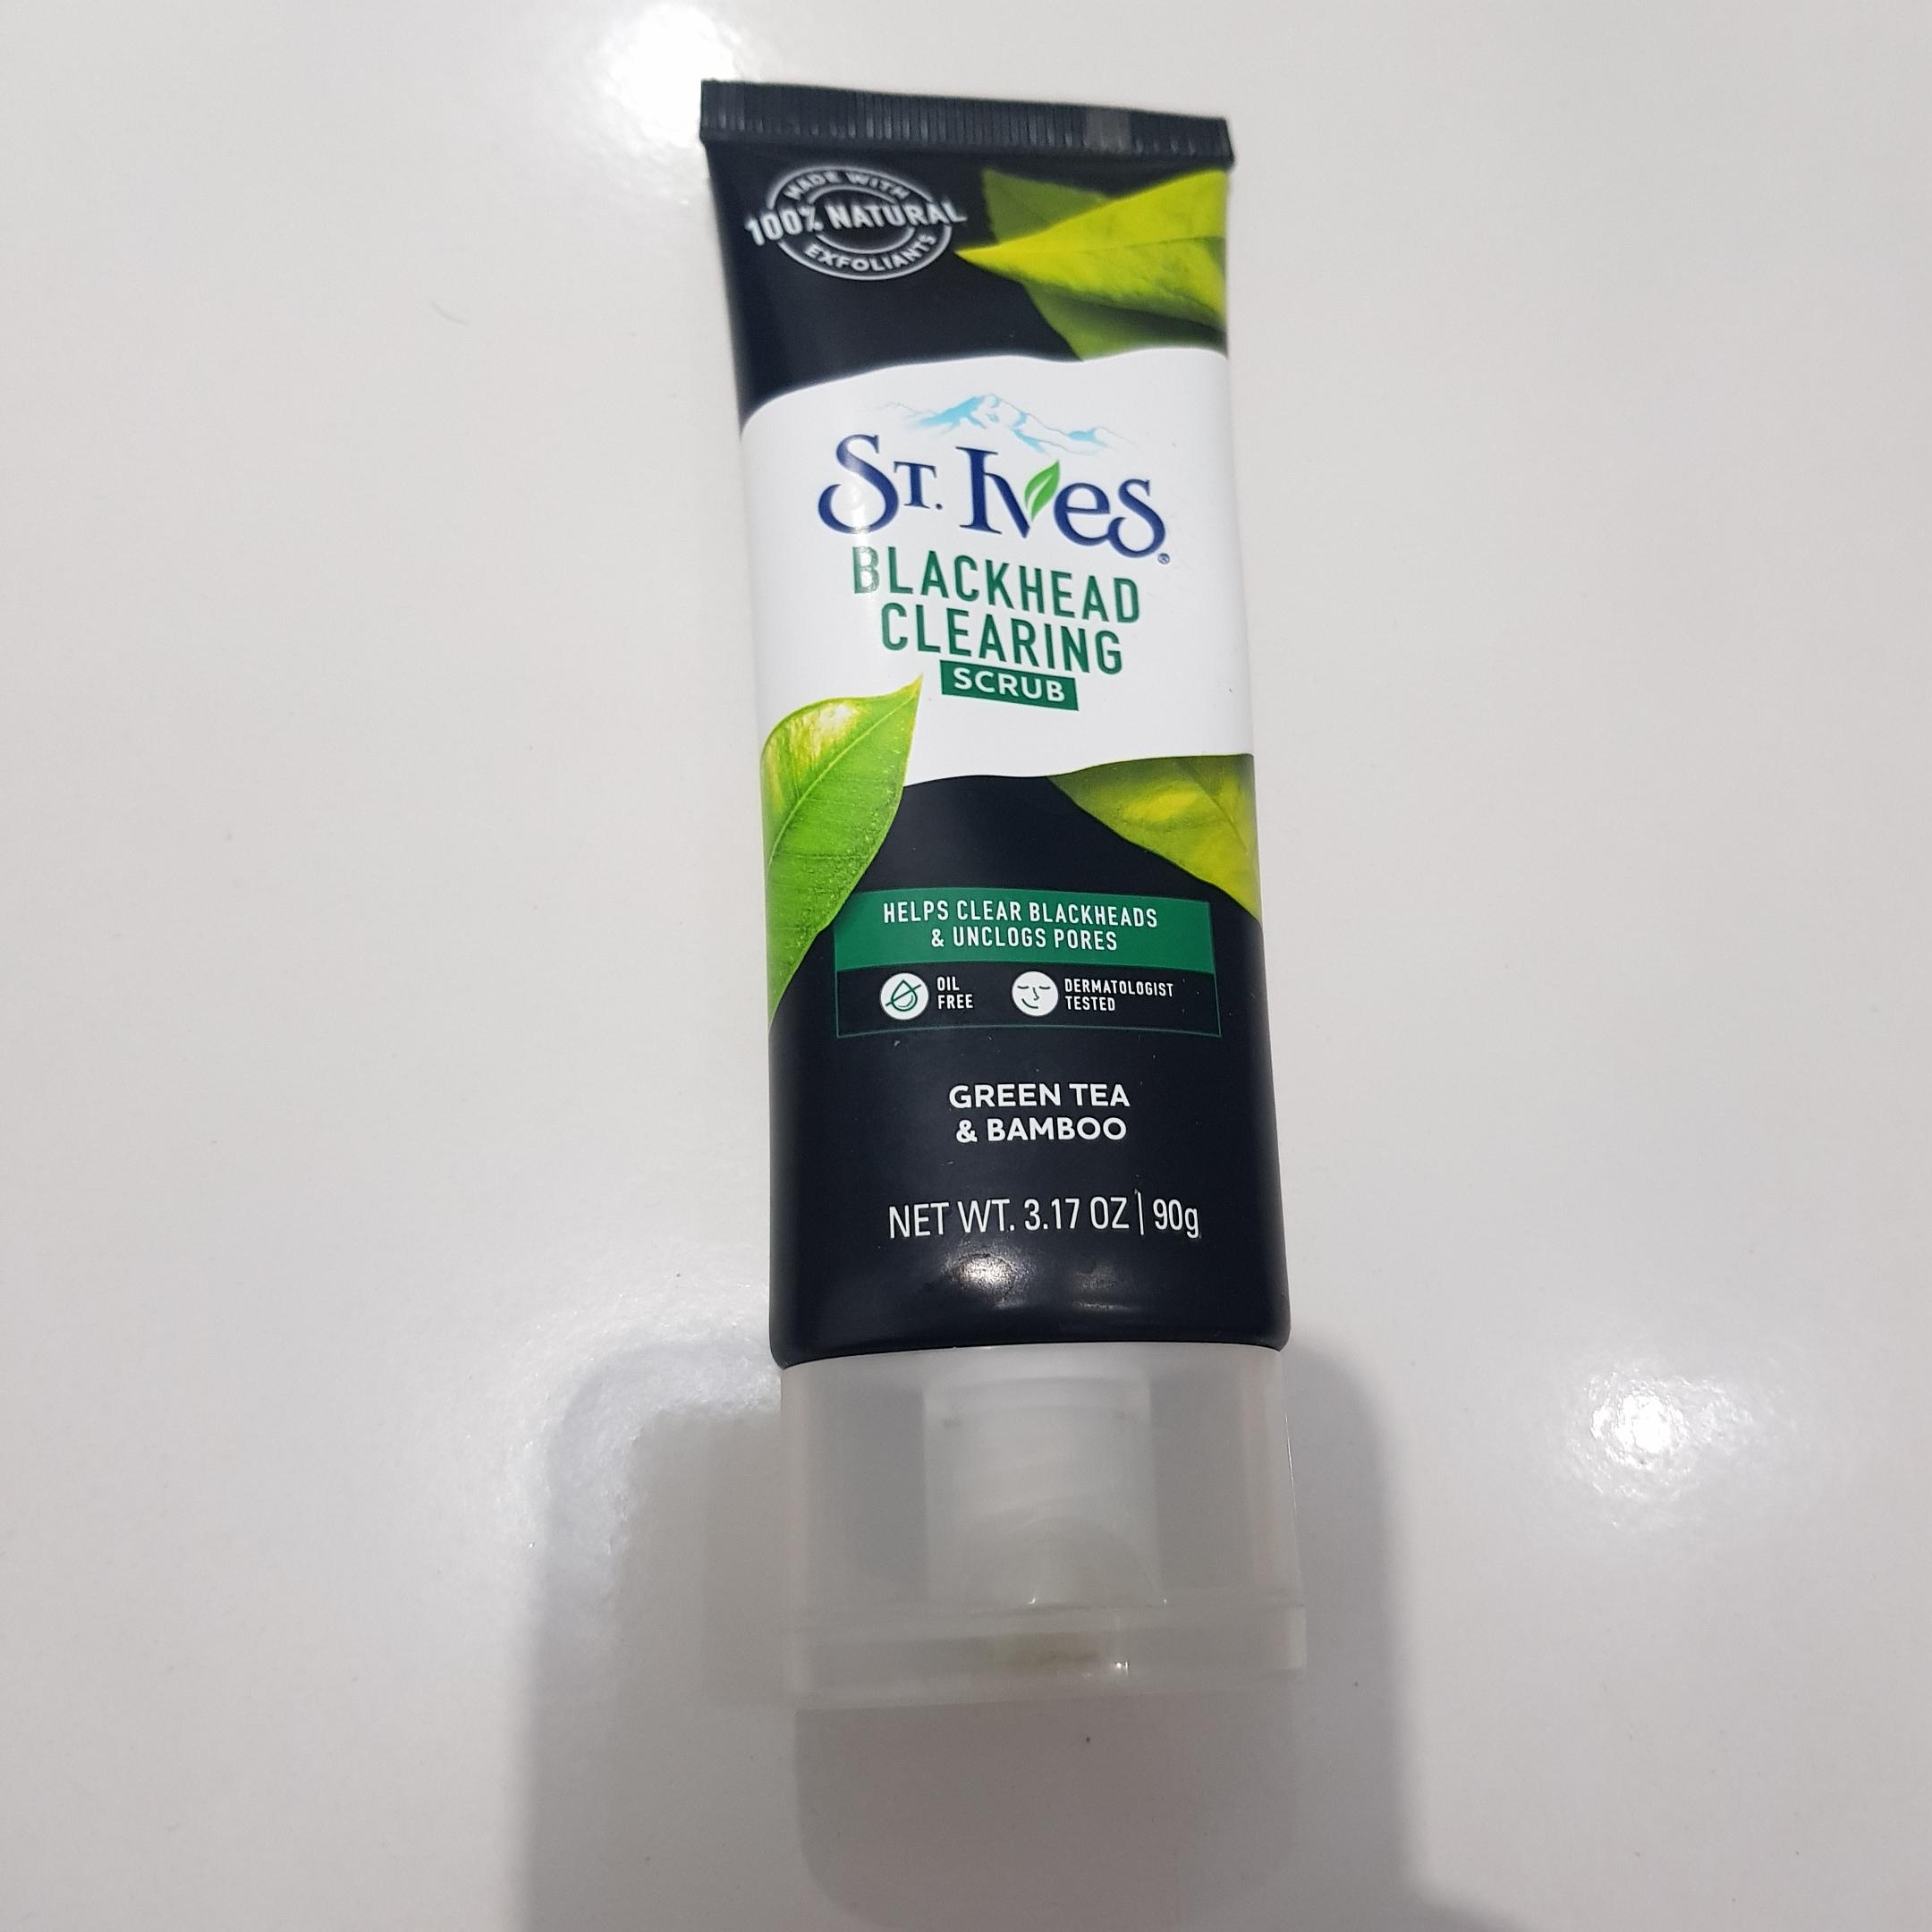 MADE WITH
100% NATURAL
EXFOLIANTS
ST. IVES®
BLACKHEAD
CLEARING
SCRUB
HELPS CLEAR BLACKHEADS
& UNCLOGS PORES
OIL
FREE
DERMATOLOGIST
TESTED
GREEN TEA
& BAMBOO
NET WT. 3.17 OZ | 90g